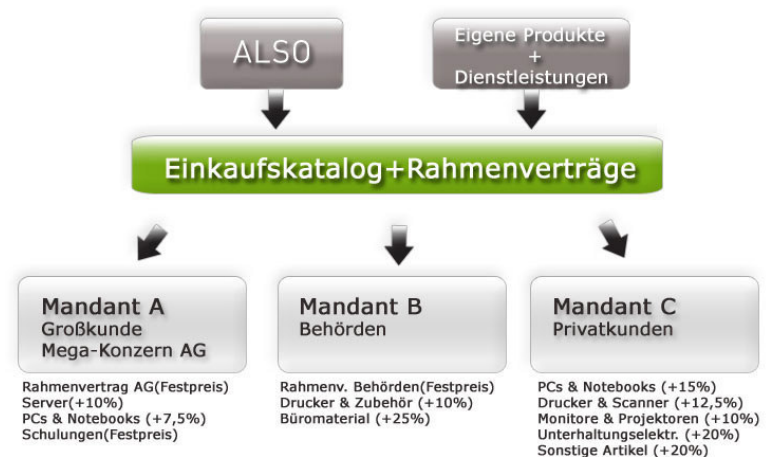 ALSO
Eigene Produkte
+
Dienstleistungen
Einkaufskatalog+Rahmenverträge
Mandant A
Großkunde
Mega-Konzern AG
Rahmenvertrag AG(Festpreis)
Server(+10%)
PCs & Notebooks (+7,5%)
Schulungen(Festpreis)
Mandant B
Behörden
Rahmenv. Behörden(Festpreis)
Drucker & Zubehör (+10%)
Büromaterial (+25%)
Mandant C
Privatkunden
PCs & Notebooks (+15%)
Drucker & Scanner (+12,5%)
Monitore & Projektoren (+10%)
Unterhaltungselektr. (+20%)
Sonstige Artikel (+20%)